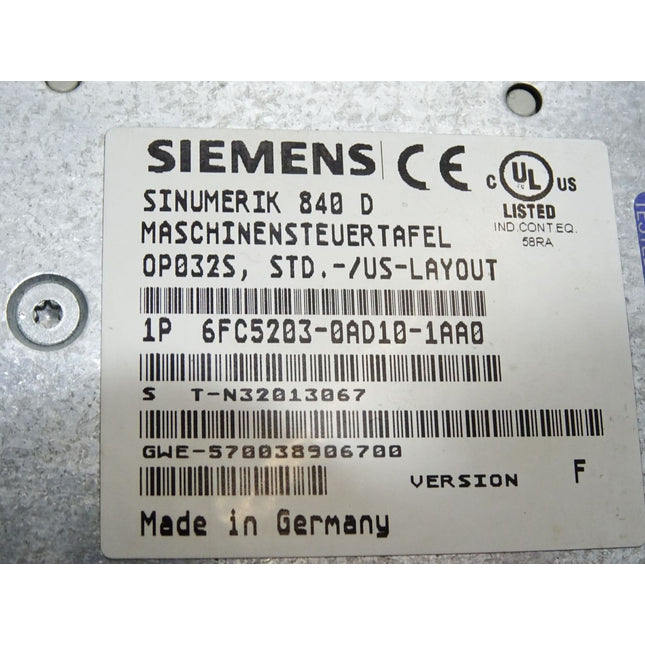 SIEMENS CE
C UL US
LISTED
IND.CONT.EQ.
58RA
SINUMERIK 840 D
MASCHINENSTEUERTAFEL
OP032S, STD.-/US-LAYOUT
1P 6FC5203-0AD10-1AA0
S T-N32013067
GWE-570038906700
VERSION F
Made in Germany